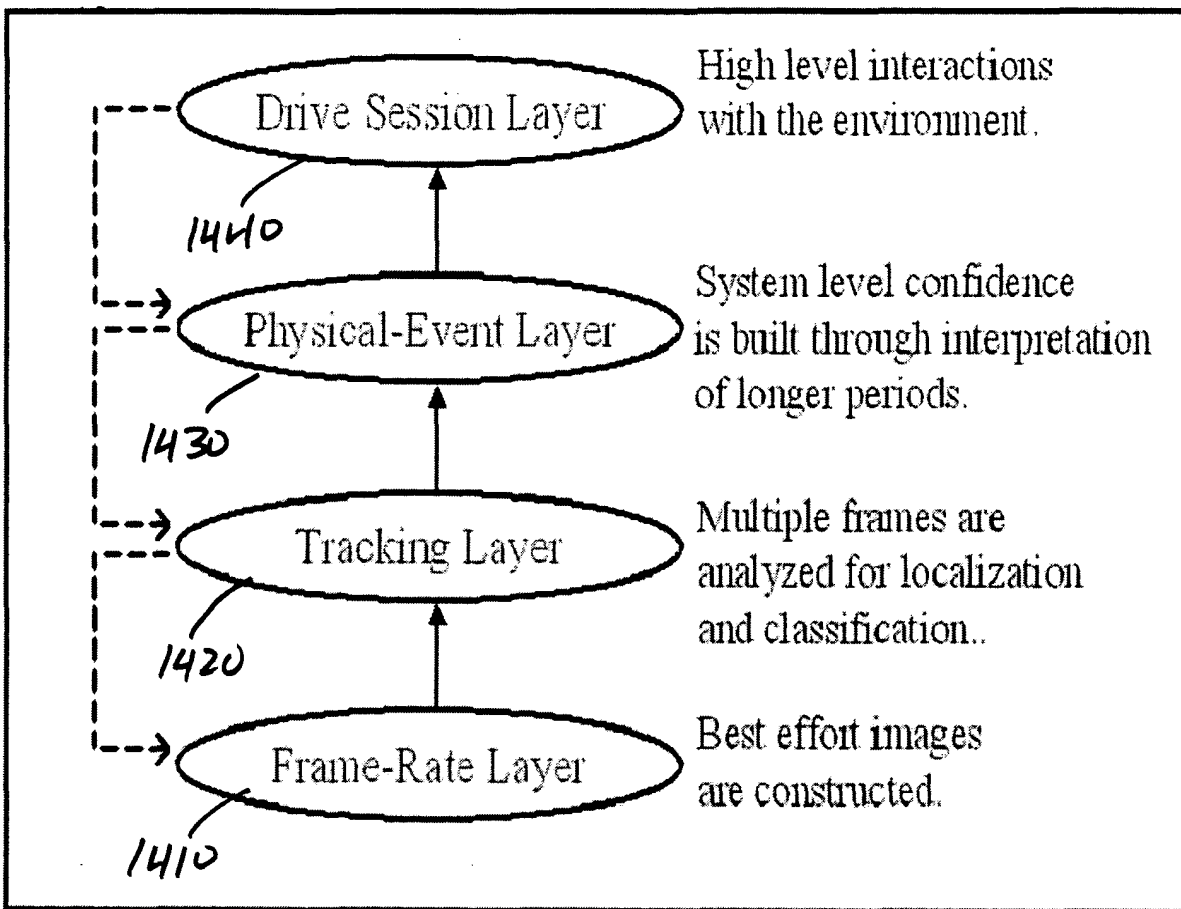 Drive Session Layer
High level interactions
with the environment.
1440
Physical-Event Layer
System level confidence
is built through interpretation
of longer periods.
1430
Tracking Layer
Multiple frames are
analyzed for localization
and classification..
1420
Frame-Rate Layer
Best effort images
are constructed.
1410